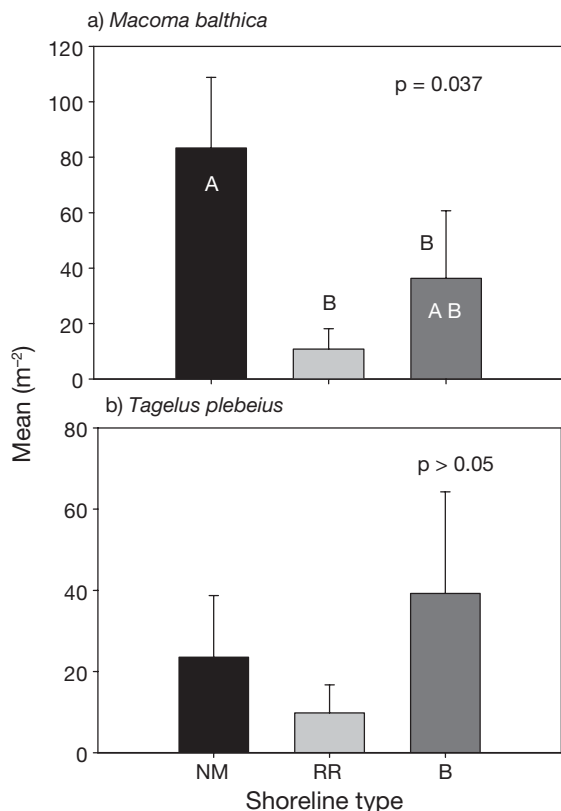 a) Macoma balthica
120
100
80
60
40
20
0
p = 0.037
A
B
B
A B
Mean (m⁻²)
b) Tagelus plebeius
80
60
40
20
0
p > 0.05
NM RR B
Shoreline type